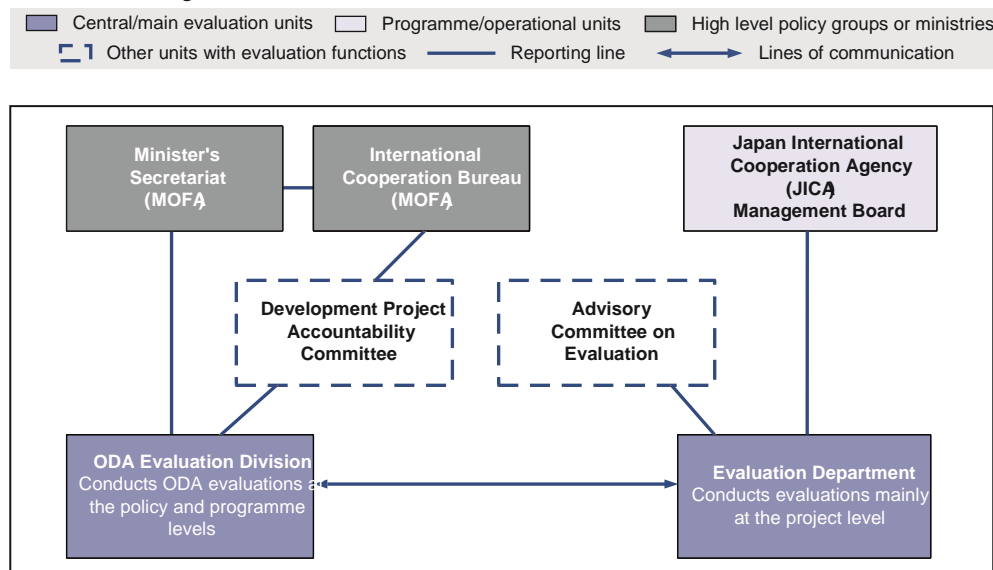 Central/main evaluation units
Programme/operational units
High level policy groups or ministries
Other units with evaluation functions
Reporting line
Lines of communication
Minister's
Secretariat
(MOFA)
International
Cooperation Bureau
(MOFA)
Japan International
Cooperation Agency
(JICA)
Management Board
Development Project
Accountability
Committee
Advisory
Committee on
Evaluation
ODA Evaluation Division
Conducts ODA evaluations a
the policy and programme
levels
Evaluation Department
Conducts evaluations mainly
at the project level